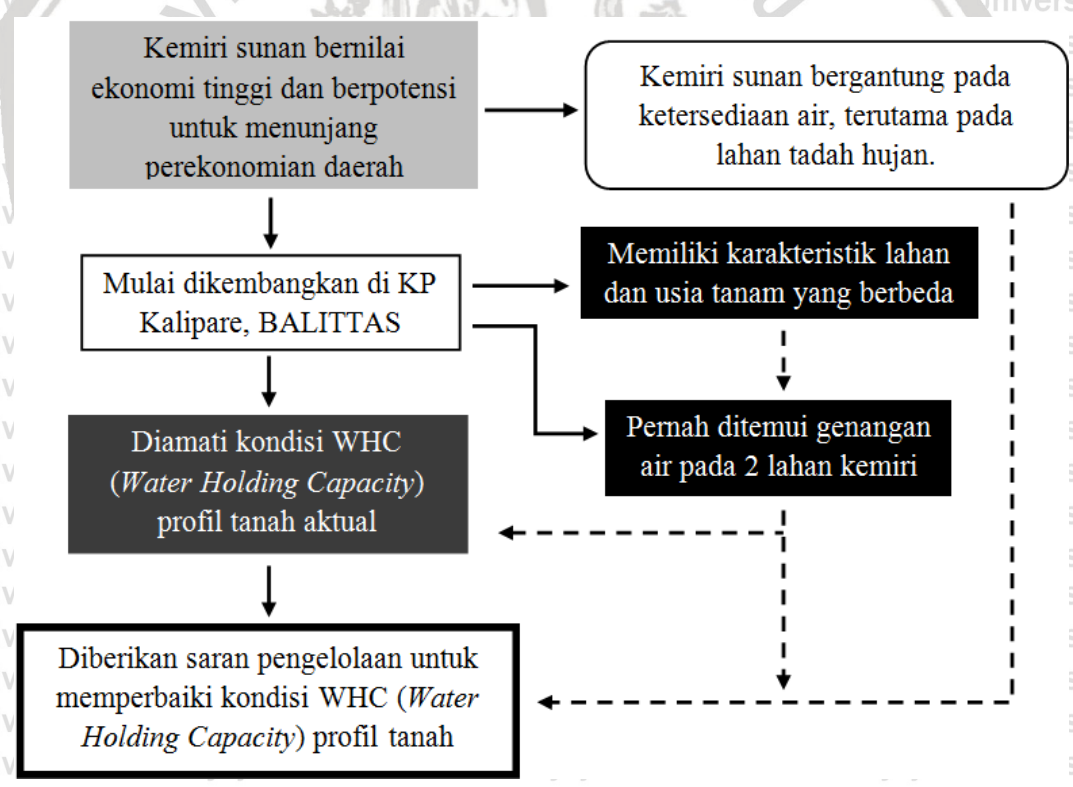 Kemiri sunan bernilai
ekonomi tinggi dan berpotensi
untuk menunjang
perekonomian daerah
Kemiri sunan bergantung pada
ketersediaan air, terutama pada
lahan tadah hujan.
Mulai dikembangkan di KP
Kalipare, BALITTAS
Memiliki karakteristik lahan
dan usia tanam yang berbeda
Diamati kondisi WHC
(Water Holding Capacity)
profil tanah aktual
Pernah ditemui genangan
air pada 2 lahan kemiri
Diberikan saran pengelolaan untuk
memperbaiki kondisi WHC (Water
Holding Capacity) profil tanah